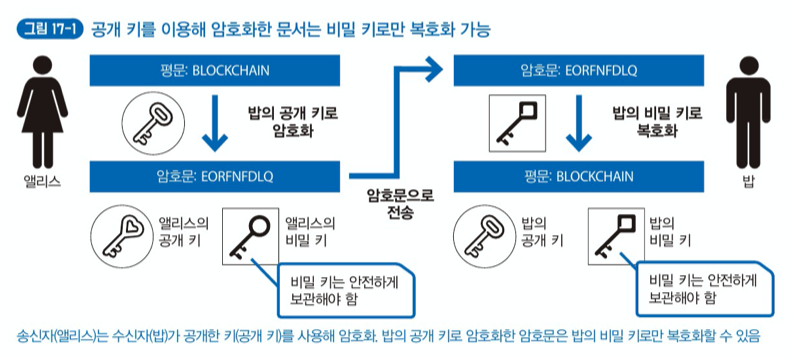 그림 17-1 공개 키를 이용해 암호화한 문서는 비밀 키로만 복호화 가능
평문: BLOCKCHAIN
밥의 공개 키로
암호화
암호문: EORFNFDLQ
앨리스
앨리스의
공개 키
앨리스의
비밀 키
비밀 키는 안전하게
보관해야 함
암호문으로
전송
암호문: EORFNFDLQ
밥의 비밀 키로
복호화
평문: BLOCKCHAIN
밥
밥의
공개 키
밥의
비밀 키
비밀 키는 안전하게
보관해야 함
송신자(앨리스)는 수신자(밥)가 공개한 키(공개 키)를 사용해 암호화. 밥의 공개 키로 암호화한 암호문은 밥의 비밀 키로만 복호화할 수 있음